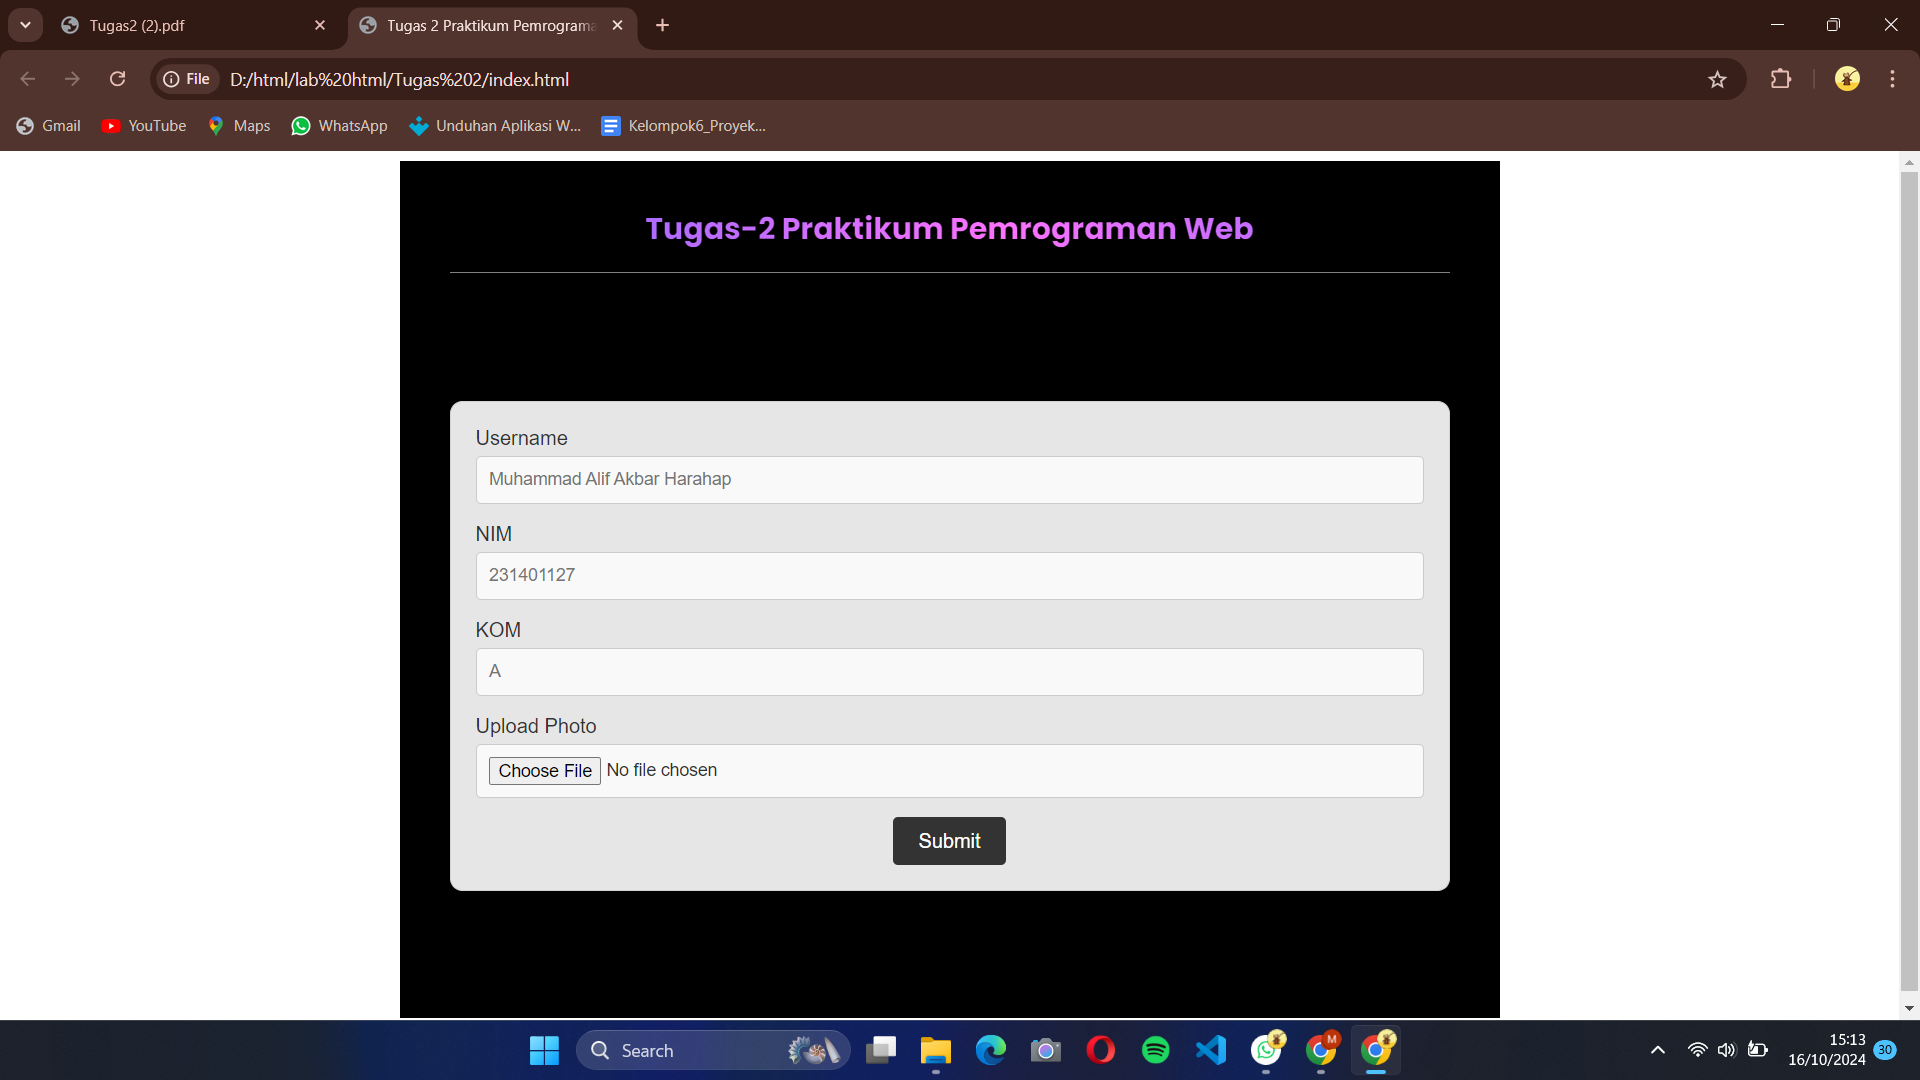 Tugas2 (2).pdf
Tugas 2 Praktikum Pemrograma
File
D:/html/lab%20html/Tugas%202/index.html
Gmail
YouTube
Maps
WhatsApp
Unduhan Aplikasi W...
Kelompok6_Proyek...
Tugas-2 Praktikum Pemrograman Web
Username
Muhammad Alif Akbar Harahap
NIM
231401127
KOM
A
Upload Photo
Choose File No file chosen
Submit
Search
M
15:13
16/10/2024
30